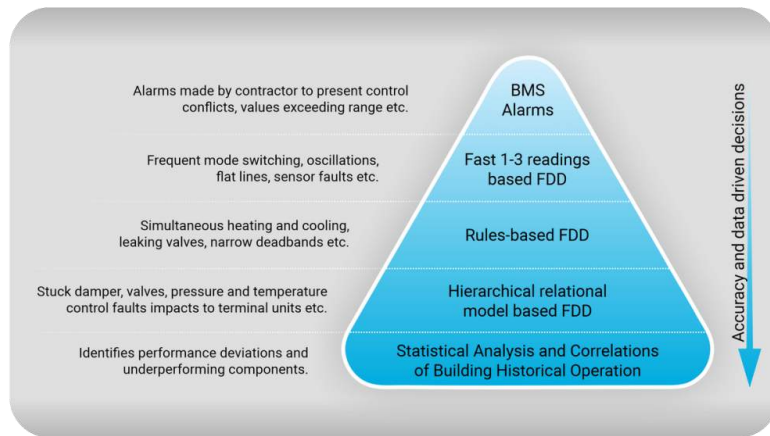 Alarms made by contractor to present control
conflicts, values exceeding range etc.
BMS
Alarms
Frequent mode switching, oscillations,
flat lines, sensor faults etc.
Fast 1-3 readings
based FDD
Simultaneous heating and cooling,
leaking valves, narrow deadbands etc.
Rules-based FDD
Stuck damper, valves, pressure and temperature
control faults impacts to terminal units etc.
Hierarchical relational
model based FDD
Identifies performance deviations and
underperforming components.
Statistical Analysis and Correlations
of Building Historical Operation
Accuracy and data driven decisions